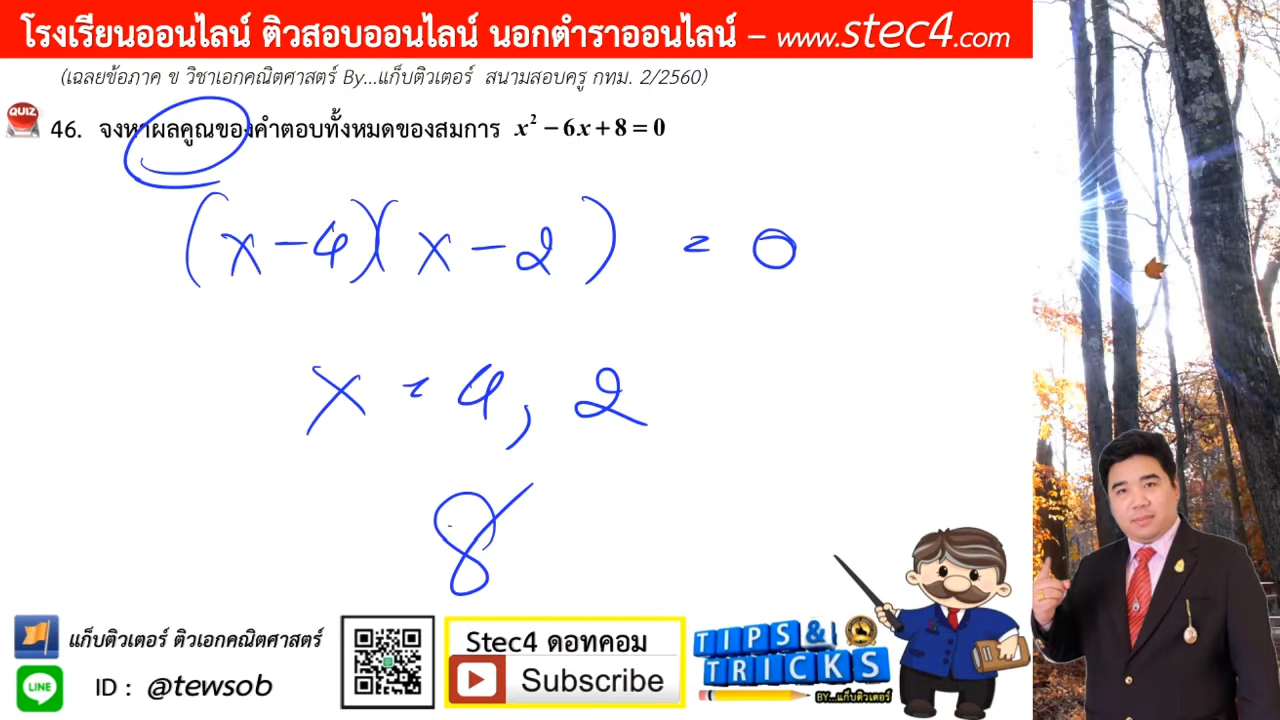 โรงเรียนออนไลน์ ติวสอบออนไลน์ นอกตำราออนไลน์ – www.stec4.com
(เฉลยข้อภาค ข วิชาเอกคณิตศาสตร์ By...แก็บติวเตอร์ สนามสอบครู กทม. 2/2560)
QUIZ
46. จงหาผลคูณของคำตอบทั้งหมดของสมการ x² − 6x + 8 = 0
(x − 4)(x − 2) = 0
x = 4, 2
8
แก็บติวเตอร์ ติวเอกคณิตศาสตร์
LINE
ID : @tewsob
Stec4 ดอทคอม
Subscribe
TIPS &
TRICKS
BY...แก็บติวเตอร์